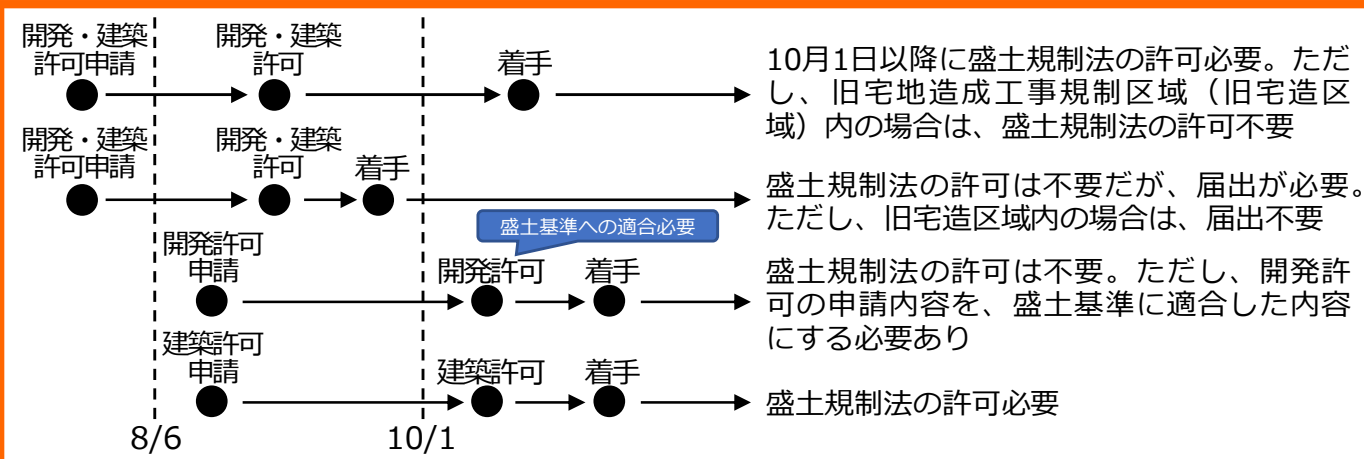 開発・建築
許可申請
開発・建築
許可
着手
10月1日以降に盛土規制法の許可必要。ただ
し、旧宅地造成工事規制区域（旧宅造区
域）内の場合は、盛土規制法の許可不要
開発・建築
許可申請
開発・建築
許可
着手
盛土規制法の許可は不要だが、届出が必要。
ただし、旧宅造区域内の場合は、届出不要
盛土基準への適合必要
開発許可
申請
開発許可
着手
盛土規制法の許可は不要。ただし、開発許
可の申請内容を、盛土基準に適合した内容
にする必要あり
建築許可
申請
建築許可
着手
盛土規制法の許可必要
8/6
10/1